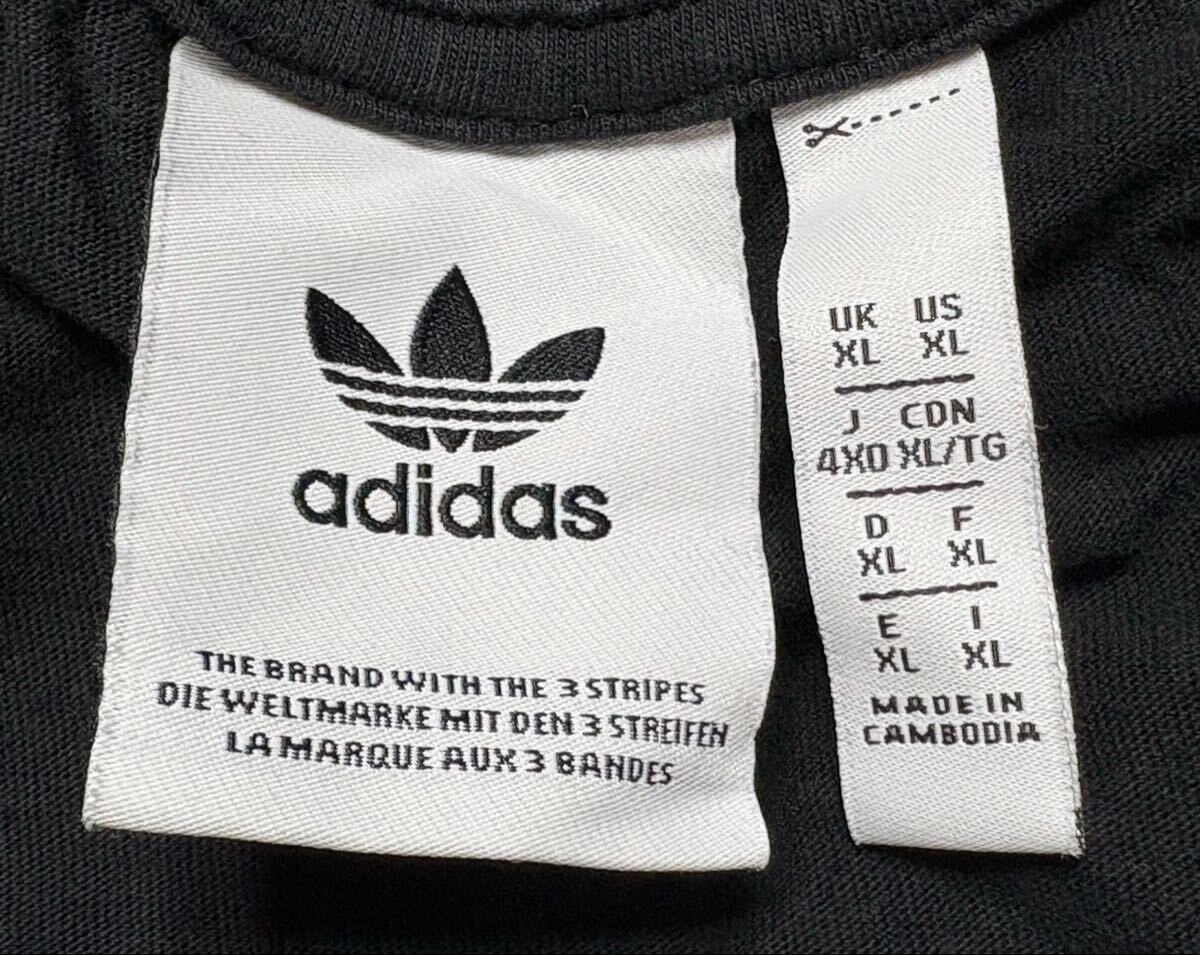 adidas
THE BRAND WITH THE 3 STRIPES
DIE WELTMARKE MIT DEN 3 STREIFEN
LA MARQUE AUX 3 BANDES
UK US
XL XL
J CDN
4XO XL/TG
D F
XL XL
E I
XL XL
MADE IN
CAMBODIA